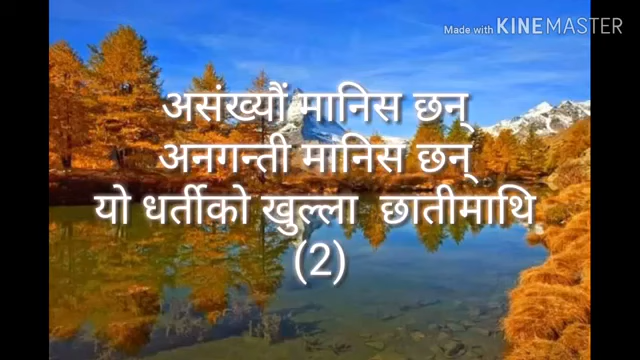 Made with KINEMASTER
असंख्यौं मानिस छन्
अनगन्ती मानिस छन्
यो धर्तीको खुल्ला छातीमाथि
(2)